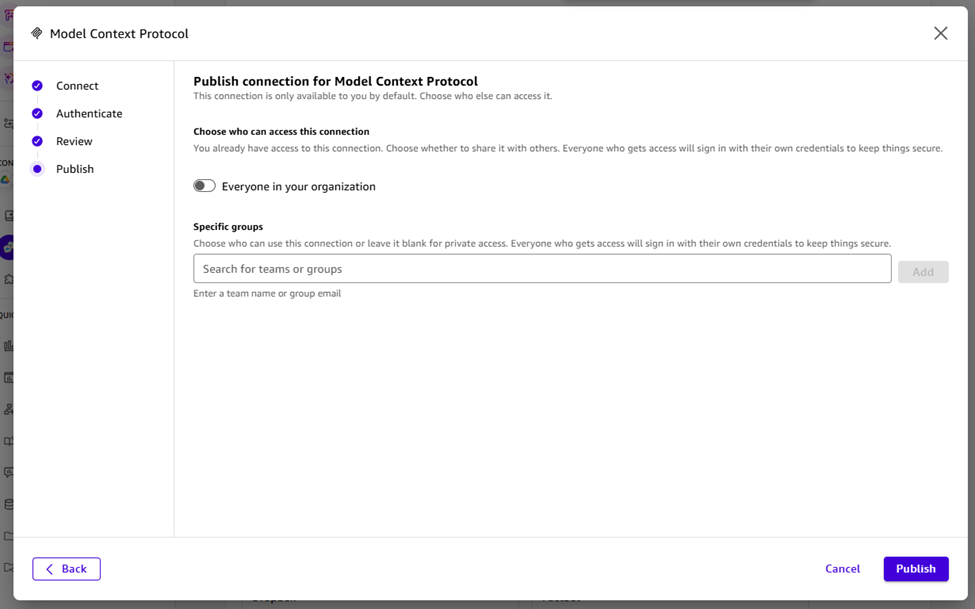 Model Context Protocol
Connect
Authenticate
Review
Publish
Publish connection for Model Context Protocol
This connection is only available to you by default. Choose who else can access it.
Choose who can access this connection
You already have access to this connection. Choose whether to share it with others. Everyone who gets access will sign in with their own credentials to keep things secure.
Everyone in your organization
Specific groups
Choose who can use this connection or leave it blank for private access. Everyone who gets access will sign in with their own credentials to keep things secure.
Search for teams or groups
Add
Enter a team name or group email
Back
Cancel
Publish